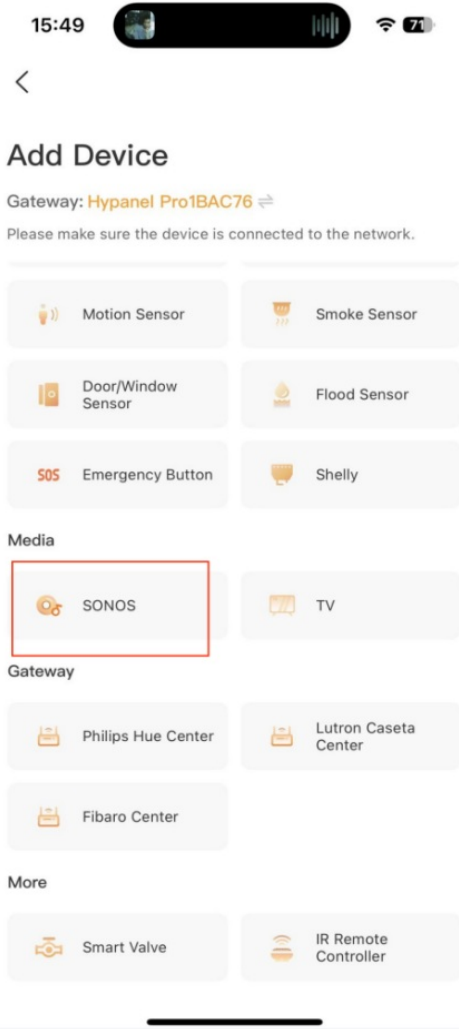 15:49
71
Add Device
Gateway: Hypanel Pro1BAC76
Please make sure the device is connected to the network.
Motion Sensor
Smoke Sensor
Door/Window
Sensor
Flood Sensor
SOS
Emergency Button
Shelly
Media
SONOS
TV
Gateway
Philips Hue Center
Lutron Caseta
Center
Fibaro Center
More
Smart Valve
IR Remote
Controller